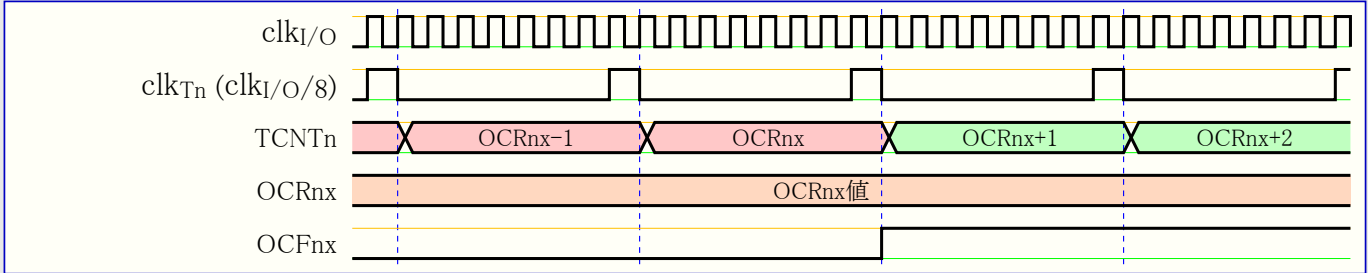 clkI/O
clkTn (clkI/O/8)
TCNTn OCRnx-1 OCRnx OCRnx+1 OCRnx+2
OCRnx OCRnx値
OCFnx